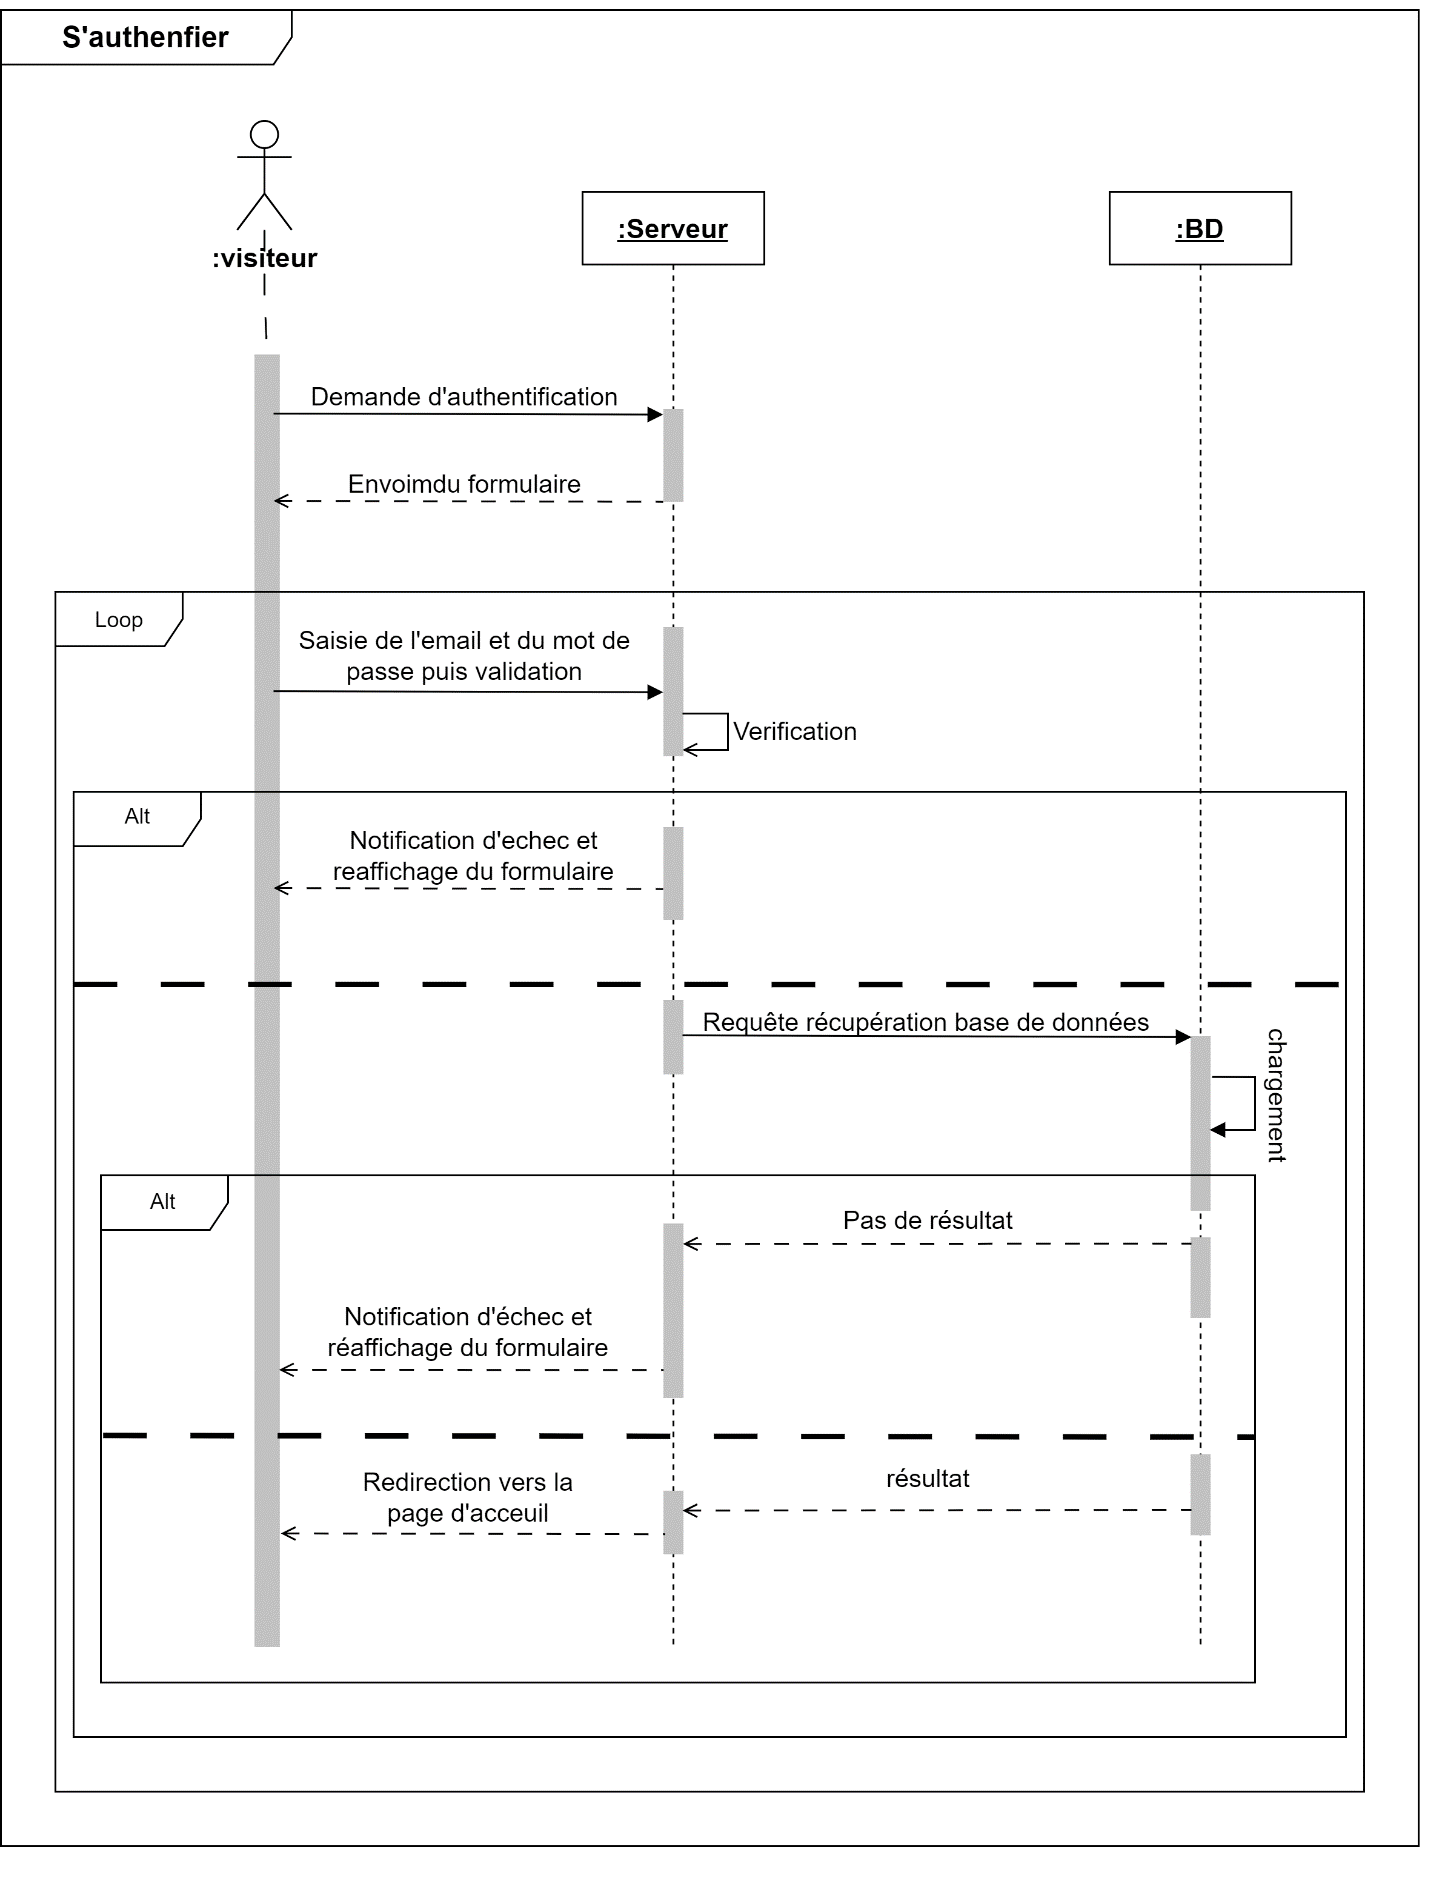 S'authenfier
:visiteur
:Serveur
:BD
Demande d'authentification
Envoimdu formulaire
Loop
Saisie de l'email et du mot de
passe puis validation
Verification
Alt
Notification d'echec et
reaffichage du formulaire
Requête récupération base de données
chargement
Alt
Pas de résultat
Notification d'échec et
réaffichage du formulaire
résultat
Redirection vers la
page d'acceuil